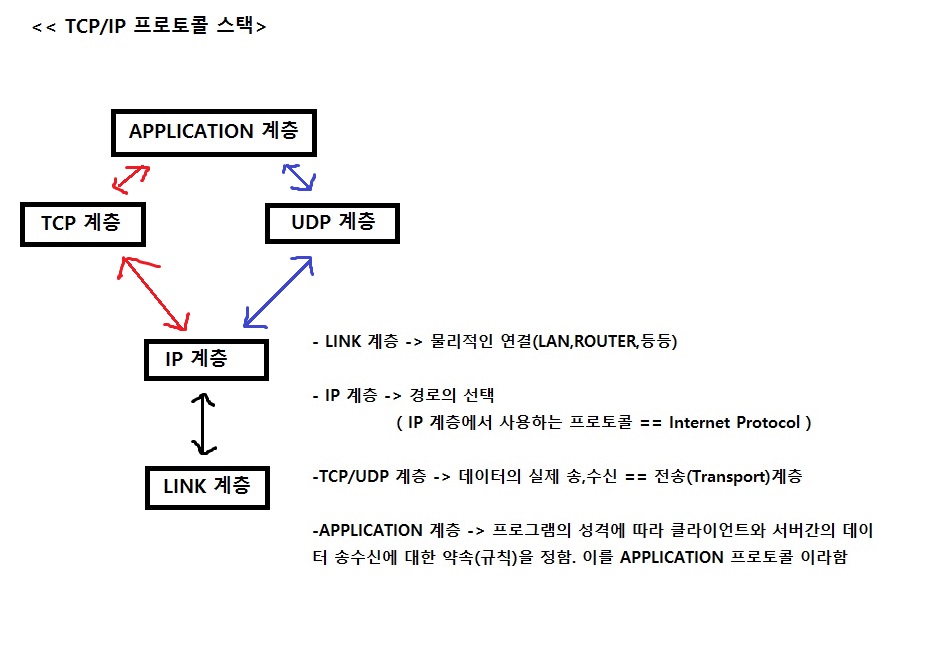 << TCP/IP 프로토콜 스택>
APPLICATION 계층
TCP 계층
UDP 계층
IP 계층
LINK 계층
- LINK 계층 -> 물리적인 연결(LAN,ROUTER,등등)
- IP 계층 -> 경로의 선택
( IP 계층에서 사용하는 프로토콜 == Internet Protocol )
-TCP/UDP 계층 -> 데이터의 실제 송,수신 == 전송(Transport)계층
-APPLICATION 계층 -> 프로그램의 성격에 따라 클라이언트와 서버간의 데이
터 송수신에 대한 약속(규칙)을 정함. 이를 APPLICATION 프로토콜 이라함